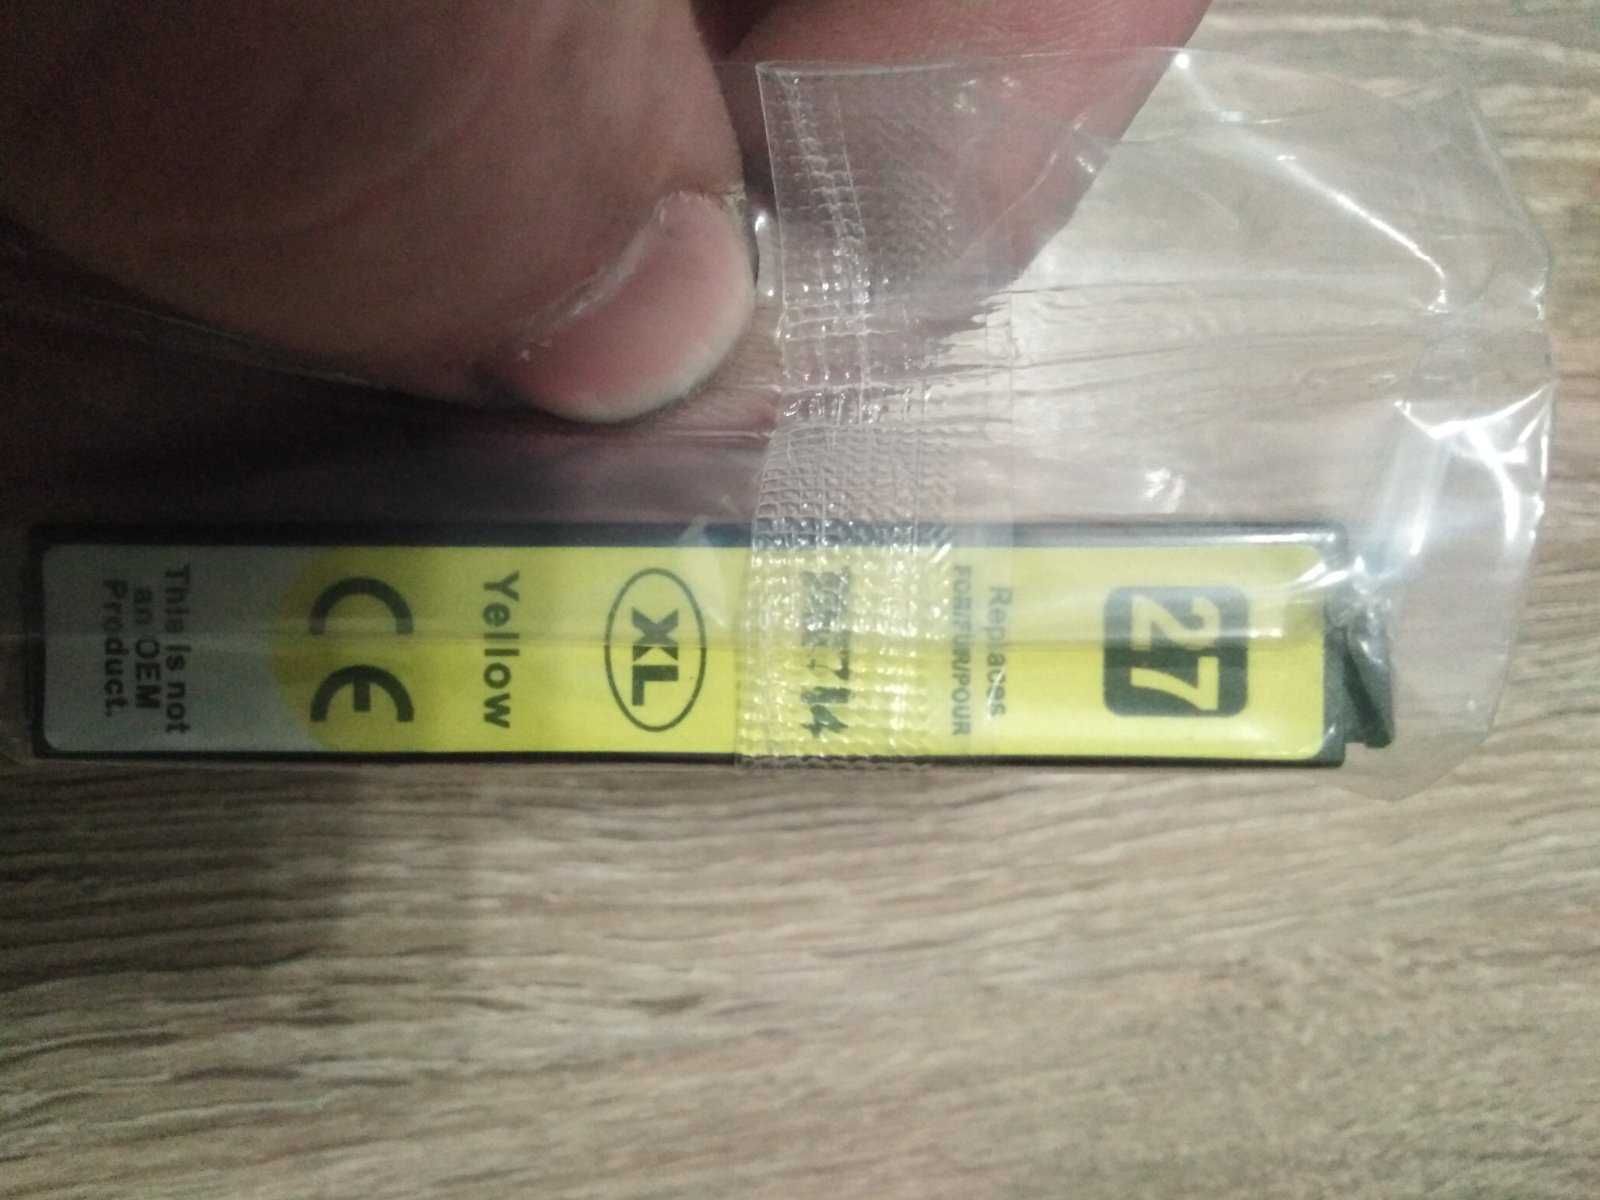 27
Replaces
FOR/FÜR/POUR
XL
Yellow
CE
This is not
an OEM
Product.